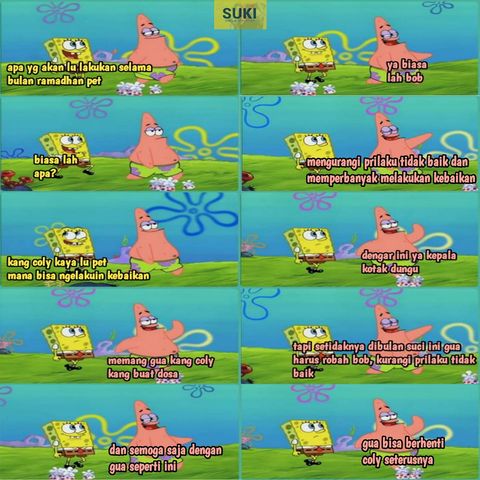 SUKI
apa yg akan lu lakukan selama
bulan ramadhan pet
ya biasa
lah bob
biasa lah
apa?
mengurangi prilaku tidak baik dan
memperbanyak melakukan kebaikan
kang coly kaya lu pet
mana bisa ngelakuin kebaikan
dengar ini ya kepala
kotak dungu
memang gua kang coly
kang buat dosa
tapi setidaknya dibulan suci ini gua
harus robah bob, kurangi prilaku tidak
baik
dan semoga saja dengan
gua seperti ini
gua bisa berhenti
coly seterusnya